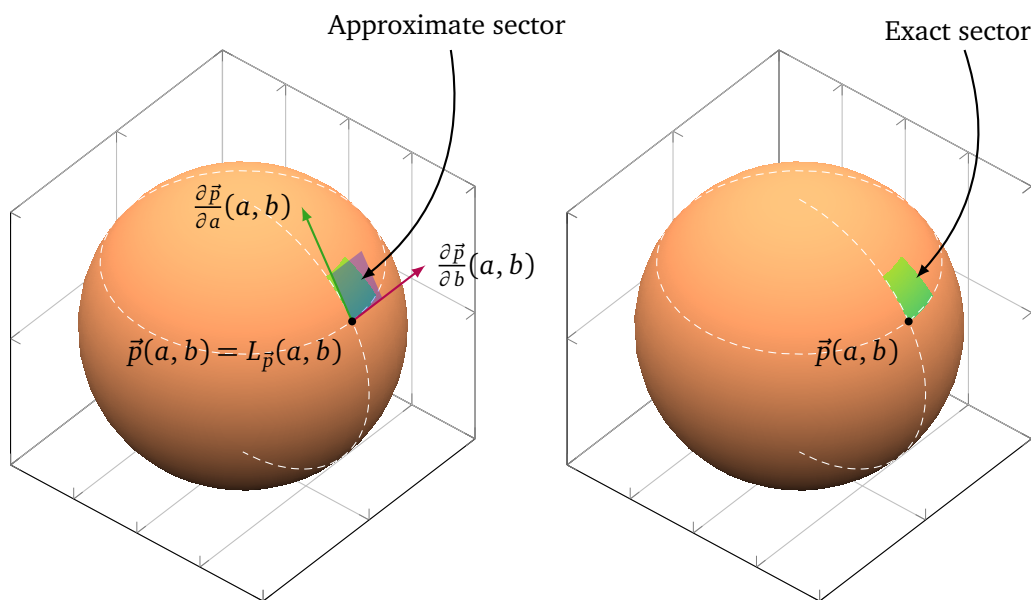 Approximate sector
Exact sector
∂p⃗/∂a (a, b)
∂p⃗/∂b (a, b)
p⃗(a, b) = L_p⃗(a, b)
p⃗(a, b)